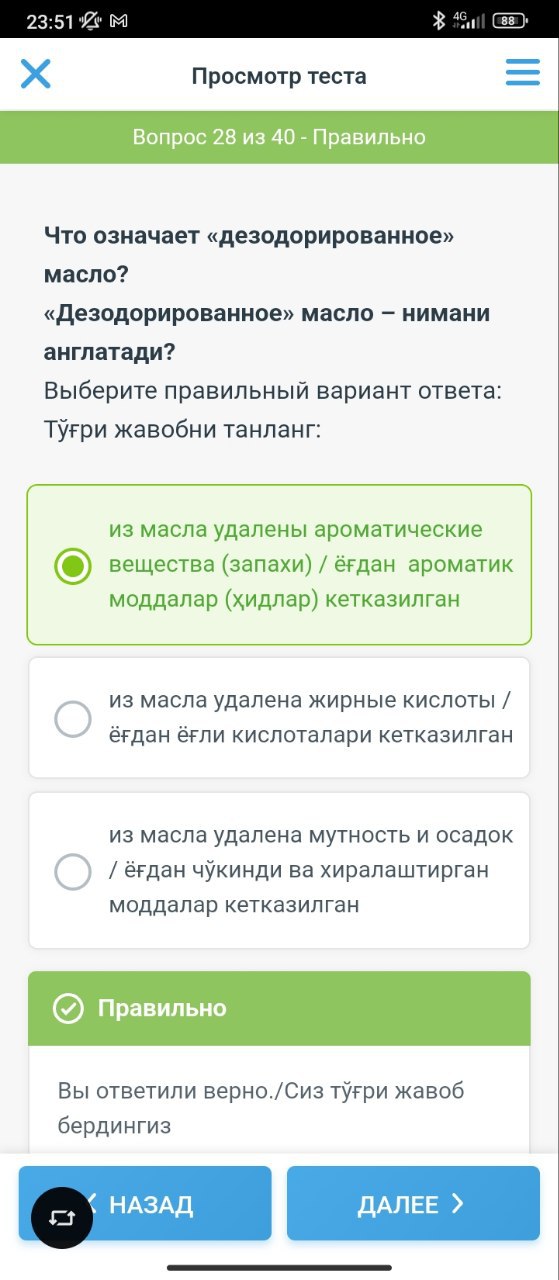 23:51
4G
88
Просмотр теста
Вопрос 28 из 40 - Правильно
Что означает «дезодорированное»
масло?
«Дезодорированное» масло – нимани
англатади?
Выберите правильный вариант ответа:
Тўғри жавобни танланг:
из масла удалены ароматические
вещества (запахи) / ёғдан ароматик
моддалар (ҳидлар) кетказилган
из масла удалена жирные кислоты /
ёғдан ёғли кислоталари кетказилган
из масла удалена мутность и осадок
/ ёғдан чўкинди ва хиралаштирган
моддалар кетказилган
Правильно
Вы ответили верно./Сиз тўғри жавоб
бердингиз
НАЗАД
ДАЛЕЕ